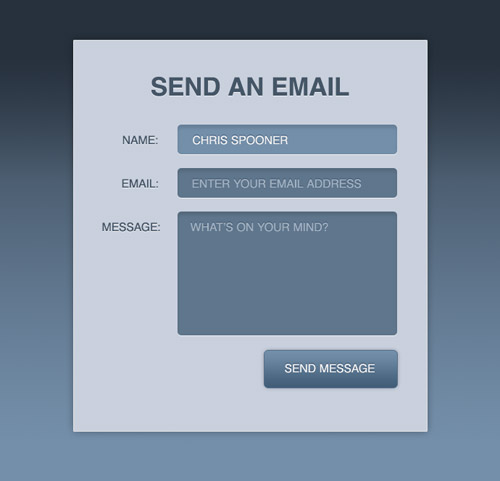 SEND AN EMAIL
NAME: CHRIS SPOONER
EMAIL: ENTER YOUR EMAIL ADDRESS
MESSAGE: WHAT'S ON YOUR MIND?
SEND MESSAGE